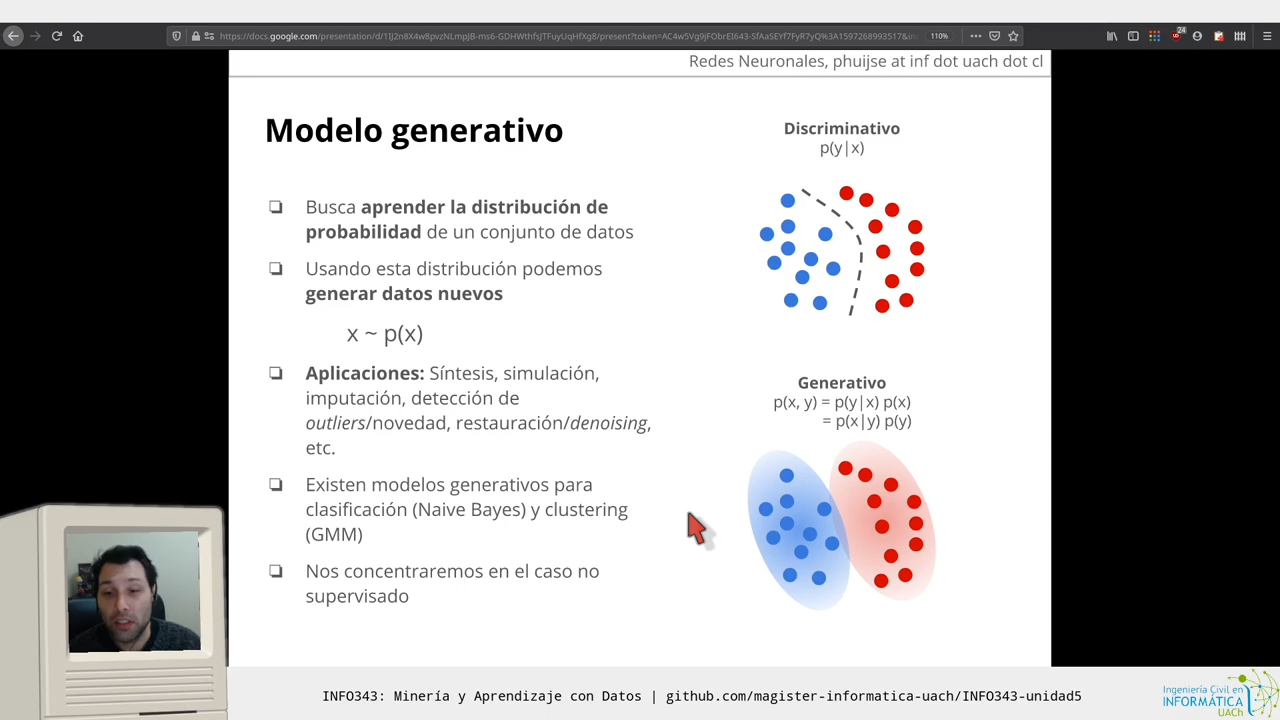 110%
24
Redes Neuronales, phuijse at inf dot uach dot cl
Modelo generativo
Busca aprender la distribución de
probabilidad de un conjunto de datos
Usando esta distribución podemos
generar datos nuevos
x ~ p(x)
Aplicaciones: Síntesis, simulación,
imputación, detección de
outliers/novedad, restauración/denoising,
etc.
Existen modelos generativos para
clasificación (Naive Bayes) y clustering
(GMM)
Nos concentraremos en el caso no
supervisado
Discriminativo
p(y|x)
Generativo
p(x, y) = p(y|x) p(x)
= p(x|y) p(y)
INFO343: Minería y Aprendizaje con Datos | github.com/magister-informatica-uach/INFO343-unidad5
Ingeniería Civil en
INFORMÁTICA
UACh